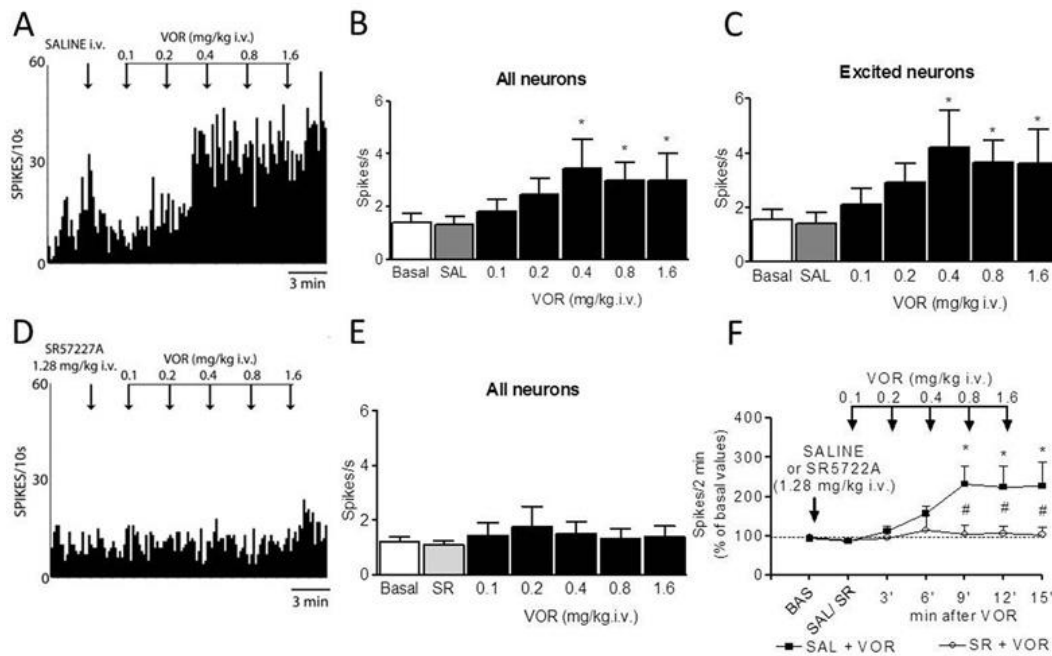 A
SALINE i.v.
VOR (mg/kg i.v.)
0.1 0.2 0.4 0.8 1.6
60
30
0
SPIKES/10s
3 min
B
All neurons
Spikes/s
6
4
2
0
* * *
Basal SAL 0.1 0.2 0.4 0.8 1.6
VOR (mg/kg.i.v.)
C
Excited neurons
Spikes/s
6
4
2
0
* * *
Basal SAL 0.1 0.2 0.4 0.8 1.6
VOR (mg/kg.i.v.)
D
SR57227A
1.28 mg/kg i.v.
VOR (mg/kg i.v.)
0.1 0.2 0.4 0.8 1.6
60
30
0
SPIKES/10s
3 min
E
All neurons
Spikes/s
6
4
2
0
Basal SR 0.1 0.2 0.4 0.8 1.6
VOR (mg/kg.i.v.)
F
VOR (mg/kg i.v.)
0.1 0.2 0.4 0.8 1.6
Spikes/2 min
(% of basal values)
400
300
200
100
0
SALINE
or SR5722A
(1.28 mg/kg i.v.)
* * *
# # #
BAS SAL/ SR 3' 6' 9' 12' 15'
min after VOR
SAL + VOR SR + VOR